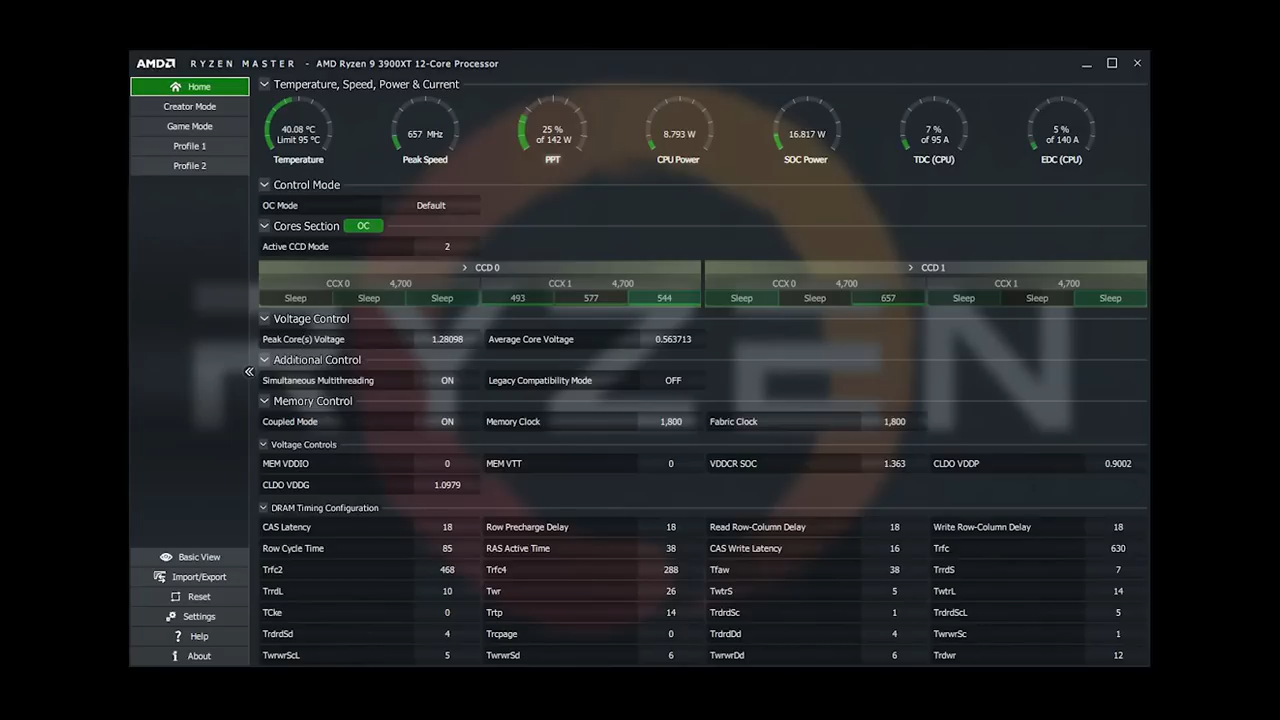 AMD RYZEN MASTER - AMD Ryzen 9 3900XT 12-Core Processor
Home
Creator Mode
Game Mode
Profile 1
Profile 2
Basic View
Import/Export
Reset
Settings
Help
About
Temperature, Speed, Power & Current
40.08 °C 657 MHz 25 % 8.793 W 16.817 W 7 % 5 %
Limit 95 °C of 142 W of 95 A of 140 A
Temperature Peak Speed PPT CPU Power SOC Power TDC (CPU) EDC (CPU)
Control Mode
OC Mode Default
Cores Section OC
Active CCD Mode 2
CCD 0 CCD 1
CCX 0 4,700 CCX 1 4,700 CCX 0 4,700 CCX 1 4,700
Sleep Sleep Sleep 493 577 544 Sleep Sleep 657 Sleep Sleep Sleep
Voltage Control
Peak Core(s) Voltage 1.28098 Average Core Voltage 0.563713
Additional Control
Simultaneous Multithreading ON Legacy Compatibility Mode OFF
Memory Control
Coupled Mode ON Memory Clock 1,800 Fabric Clock 1,800
Voltage Controls
MEM VDDIO 0 MEM VTT 0 VDDCR SOC 1.363 CLDO VDDP 0.9002
CLDO VDDG 1.0979
DRAM Timing Configuration
CAS Latency 18 Row Precharge Delay 18 Read Row-Column Delay 18 Write Row-Column Delay 18
Row Cycle Time 85 RAS Active Time 38 CAS Write Latency 16 Trfc 630
Trfc2 468 Trfc4 288 Tfaw 38 TrrdS 7
TrrdL 10 Twr 26 TwtrS 5 TwtrL 14
TCke 0 Trtp 14 TrdrdSc 1 TrdrdScL 5
TrdrdSd 4 Trcpage 0 TrdrdDd 4 TwrwrSc 1
TwrwrScL 5 TwrwrSd 6 TwrwrDd 6 Trdwr 12
RYZEN